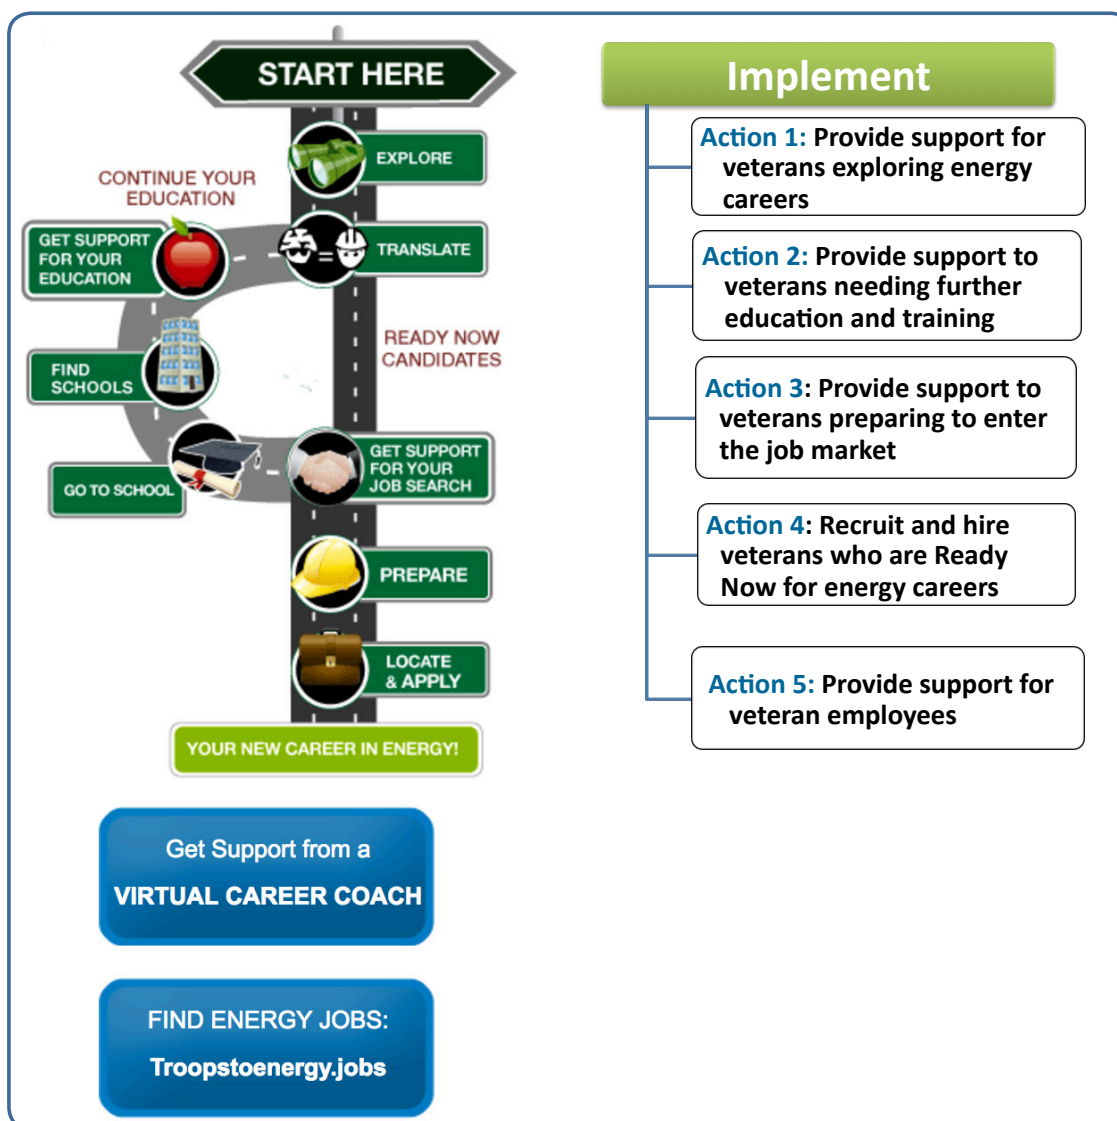 START HERE
EXPLORE
CONTINUE YOUR
EDUCATION
GET SUPPORT
FOR YOUR
EDUCATION
=
TRANSLATE
READY NOW
CANDIDATES
FIND
SCHOOLS
GO TO SCHOOL
GET SUPPORT
FOR YOUR
JOB SEARCH
PREPARE
LOCATE
& APPLY
YOUR NEW CAREER IN ENERGY!
Get Support from a
VIRTUAL CAREER COACH
FIND ENERGY JOBS:
Troopstoenergy.jobs
Implement
Action 1: Provide support for
veterans exploring energy
careers
Action 2: Provide support to
veterans needing further
education and training
Action 3: Provide support to
veterans preparing to enter
the job market
Action 4: Recruit and hire
veterans who are Ready
Now for energy careers
Action 5: Provide support for
veteran employees